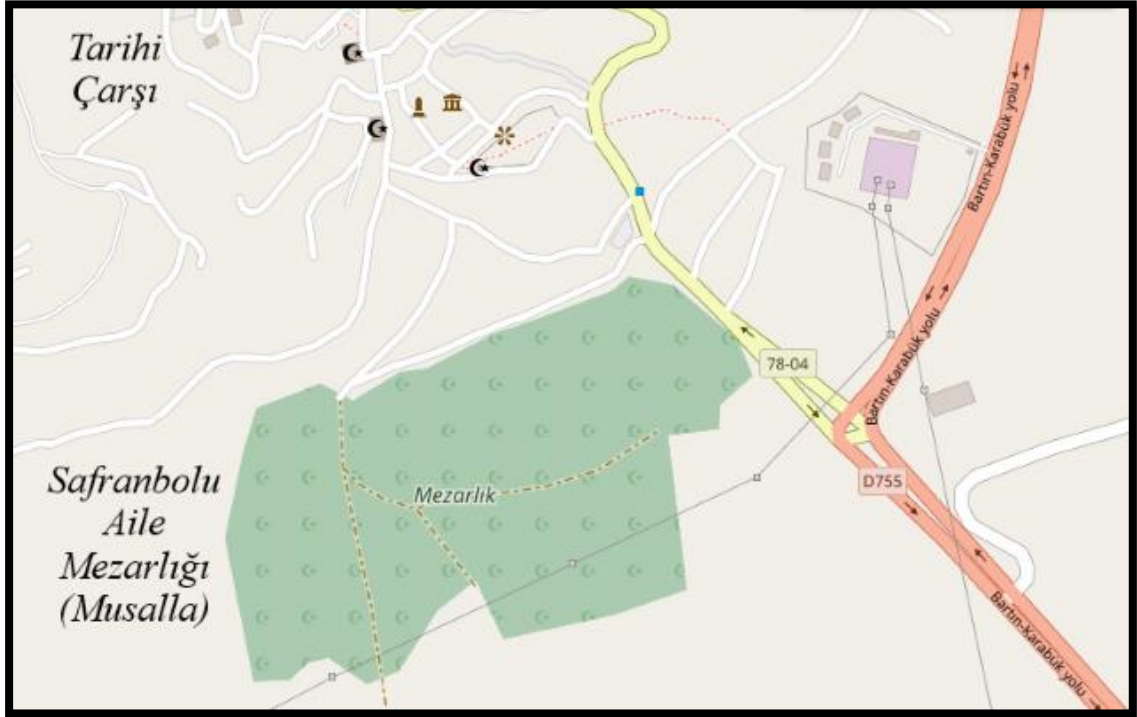 Tarihi
Çarşı
Bartın-Karabük yolu
Bartın-Karabük yolu
78-04
D755
Safranbolu
Aile
Mezarlığı
(Musalla)
Mezarlık
Bartın-Karabük yolu